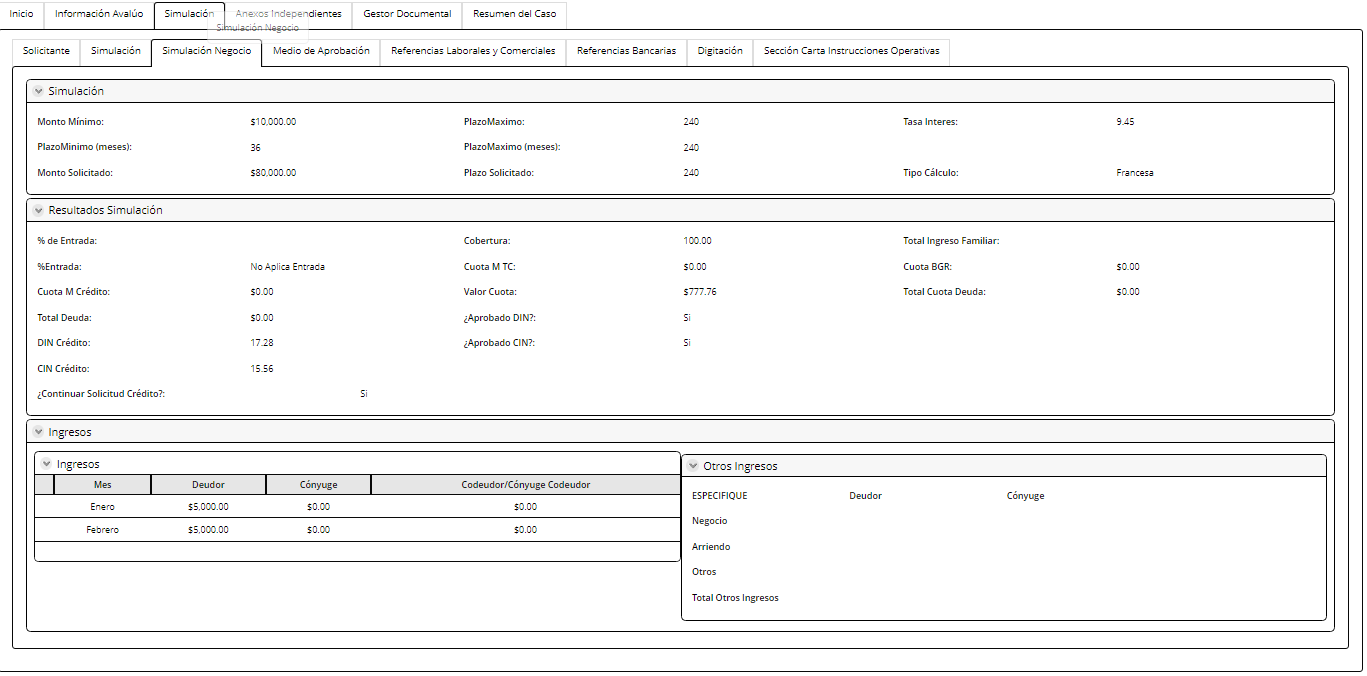 Inicio Información Avalúo Simulación Anexos Independientes Gestor Documental Resumen del Caso
Simulación Negocio
Solicitante Simulación Simulación Negocio Medio de Aprobación Referencias Laborales y Comerciales Referencias Bancarias Digitación Sección Carta Instrucciones Operativas
Simulación
Monto Mínimo: $10,000.00 PlazoMaximo: 240 Tasa Interes: 9.45
PlazoMinimo (meses): 36 PlazoMaximo (meses): 240
Monto Solicitado: $80,000.00 Plazo Solicitado: 240 Tipo Cálculo: Francesa
Resultados Simulación
% de Entrada: Cobertura: 100.00 Total Ingreso Familiar:
%Entrada: No Aplica Entrada Cuota M TC: $0.00 Cuota BGR: $0.00
Cuota M Crédito: $0.00 Valor Cuota: $777.76 Total Cuota Deuda: $0.00
Total Deuda: $0.00 ¿Aprobado DIN?: Si
DIN Crédito: 17.28 ¿Aprobado CIN?: Si
CIN Crédito: 15.56
¿Continuar Solicitud Crédito?: Si
Ingresos
Ingresos
Mes Deudor Cónyuge Codeudor/Cónyuge Codeudor
Enero $5,000.00 $0.00 $0.00
Febrero $5,000.00 $0.00 $0.00
Otros Ingresos
ESPECIFIQUE Deudor Cónyuge
Negocio
Arriendo
Otros
Total Otros Ingresos